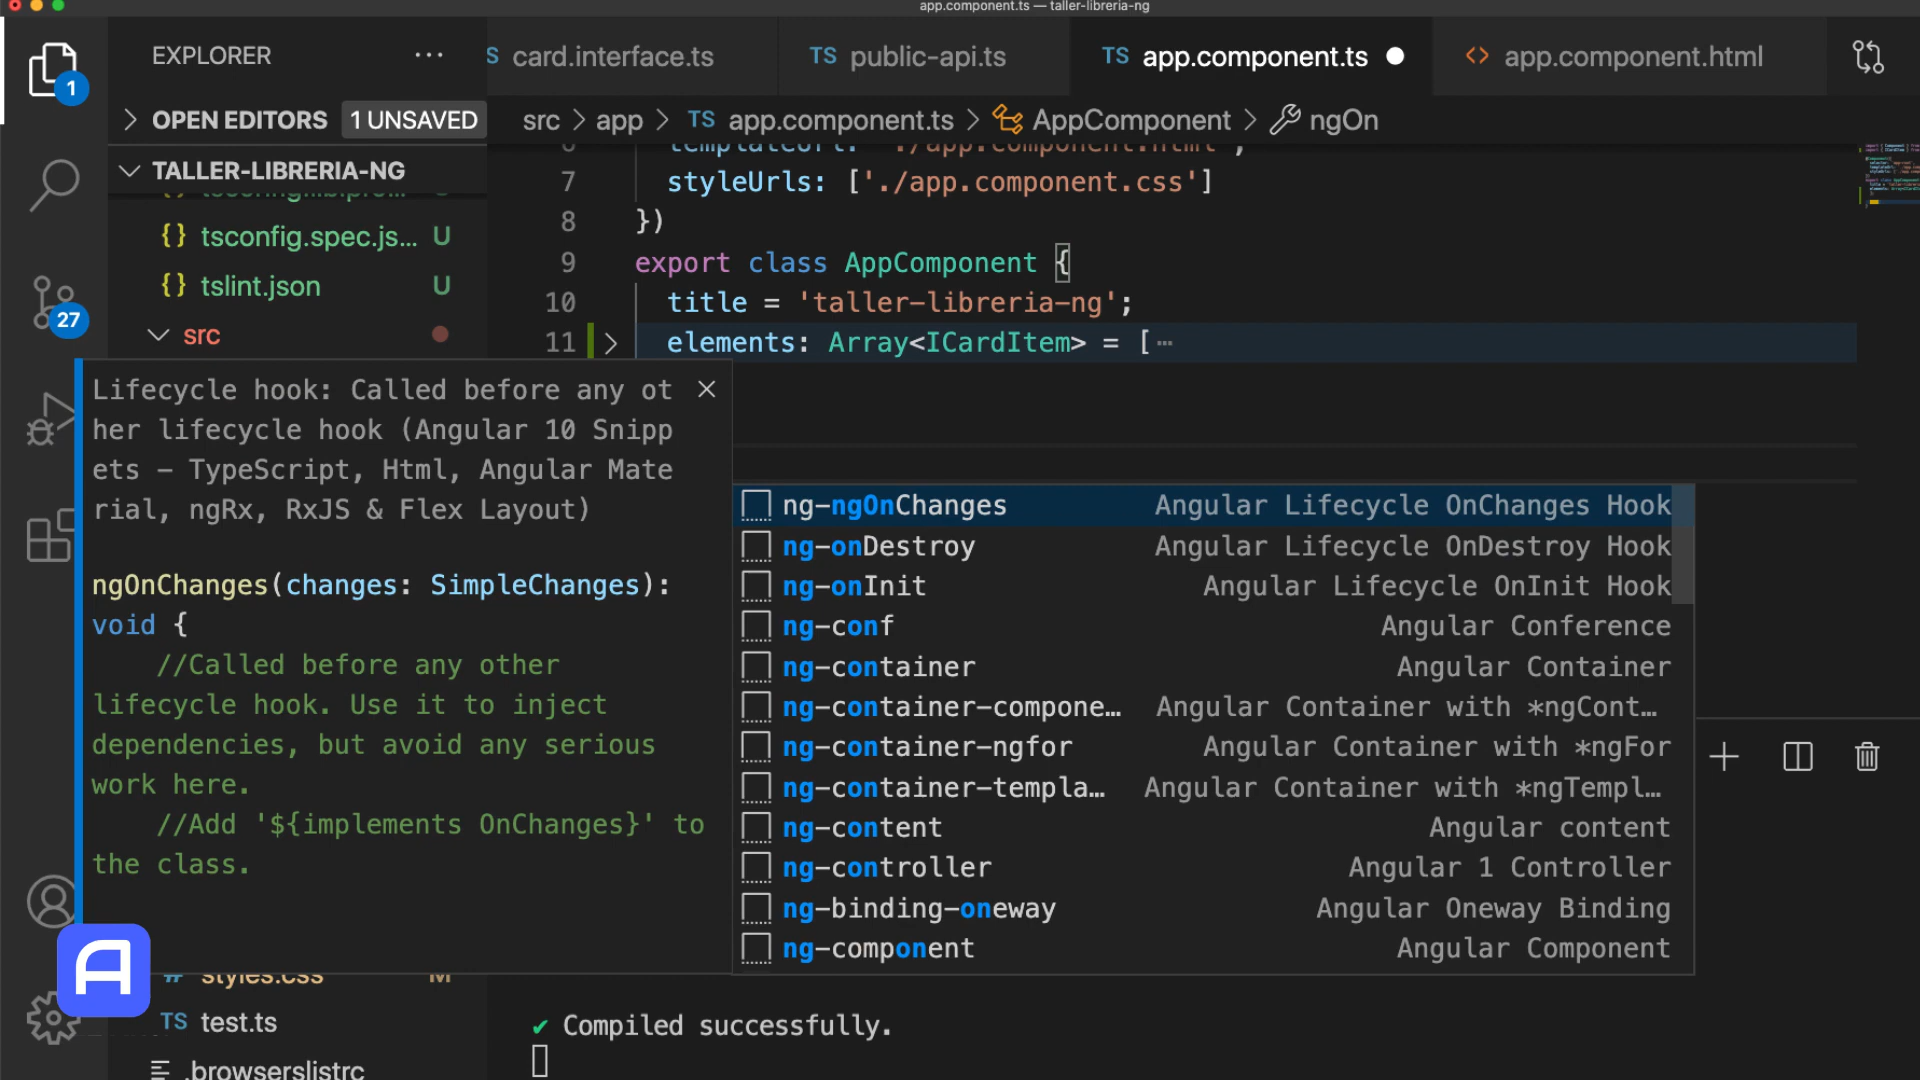 app.component.ts — taller-libreria-ng
EXPLORER
OPEN EDITORS 1 UNSAVED
TALLER-LIBRERIA-NG
{} tsconfig.spec.js... U
{} tslint.json U
src
1
27
card.interface.ts
TS public-api.ts
TS app.component.ts
<> app.component.html
src > app > TS app.component.ts > AppComponent > ngOn
6 templateUrl: './app.component.html',
7 styleUrls: ['./app.component.css']
8 })
9 export class AppComponent {
10 title = 'taller-libreria-ng';
11 elements: Array<ICardItem> = [
Lifecycle hook: Called before any ot
her lifecycle hook (Angular 10 Snipp
ets – TypeScript, Html, Angular Mate
rial, ngRx, RxJS & Flex Layout)
ngOnChanges(changes: SimpleChanges):
void {
//Called before any other
lifecycle hook. Use it to inject
dependencies, but avoid any serious
work here.
//Add '${implements OnChanges}' to
the class.
ng-ngOnChanges Angular Lifecycle OnChanges Hook
ng-onDestroy Angular Lifecycle OnDestroy Hook
ng-onInit Angular Lifecycle OnInit Hook
ng-conf Angular Conference
ng-container Angular Container
ng-container-compone… Angular Container with *ngCont…
ng-container-ngfor Angular Container with *ngFor
ng-container-templa… Angular Container with *ngTempl…
ng-content Angular content
ng-controller Angular 1 Controller
ng-binding-oneway Angular Oneway Binding
ng-component Angular Component
# styles.css M
TS test.ts
.browserslistrc
✔ Compiled successfully.